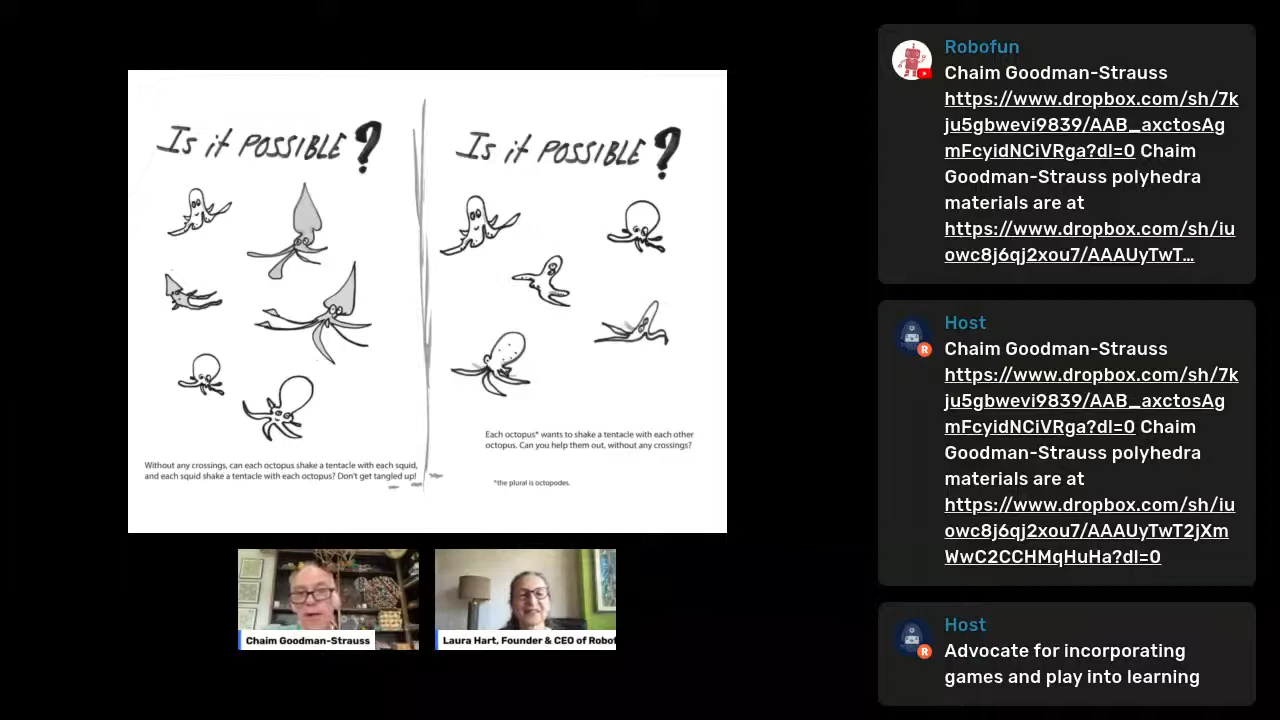 Is it POSSIBLE ?
Without any crossings, can each octopus shake a tentacle with each squid,
and each squid shake a tentacle with each octopus? Don't get tangled up!
Is it POSSIBLE ?
Each octopus* wants to shake a tentacle with each other
octopus. Can you help them out, without any crossings?
*the plural is octopodes.
Chaim Goodman-Strauss
Laura Hart, Founder & CEO of Robof
Robofun
Chaim Goodman-Strauss
https://www.dropbox.com/sh/7k
ju5gbwevi9839/AAB_axctosAg
mFcyidNCiVRga?dl=0 Chaim
Goodman-Strauss polyhedra
materials are at
https://www.dropbox.com/sh/iu
owc8j6qj2xou7/AAAUyTwT…
Host
Chaim Goodman-Strauss
https://www.dropbox.com/sh/7k
ju5gbwevi9839/AAB_axctosAg
mFcyidNCiVRga?dl=0 Chaim
Goodman-Strauss polyhedra
materials are at
https://www.dropbox.com/sh/iu
owc8j6qj2xou7/AAAUyTwT2jXm
WwC2CCHMqHuHa?dl=0
Host
Advocate for incorporating
games and play into learning